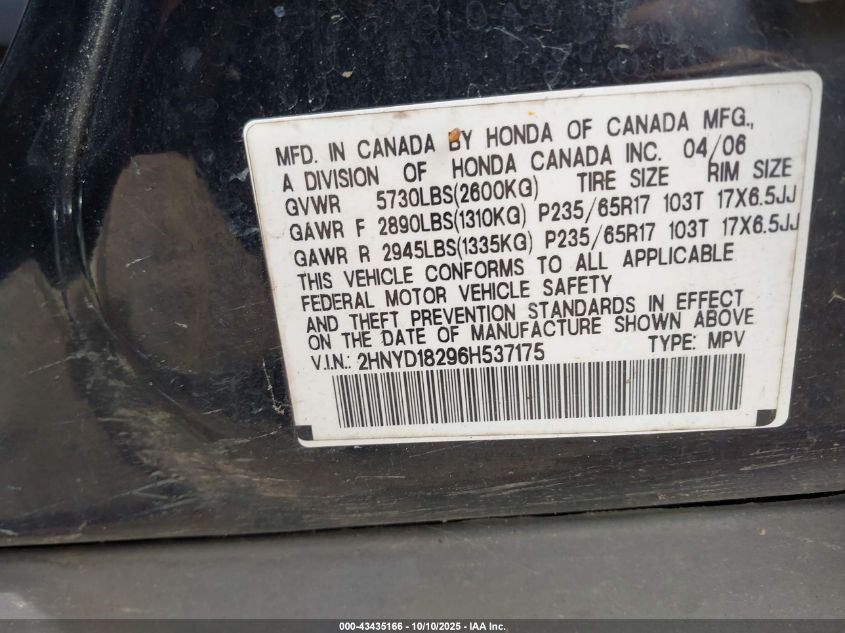 MFD. IN CANADA BY HONDA OF CANADA MFG.,
A DIVISION OF HONDA CANADA INC. 04/06
GVWR 5730LBS(2600KG) TIRE SIZE RIM SIZE
GAWR F 2890LBS(1310KG) P235/65R17 103T 17X6.5JJ
GAWR R 2945LBS(1335KG) P235/65R17 103T 17X6.5JJ
THIS VEHICLE CONFORMS TO ALL APPLICABLE
FEDERAL MOTOR VEHICLE SAFETY
AND THEFT PREVENTION STANDARDS IN EFFECT
ON THE DATE OF MANUFACTURE SHOWN ABOVE
V.I.N.: 2HNYD18296H537175 TYPE: MPV
000-43435166 - 10/10/2025 - IAA Inc.